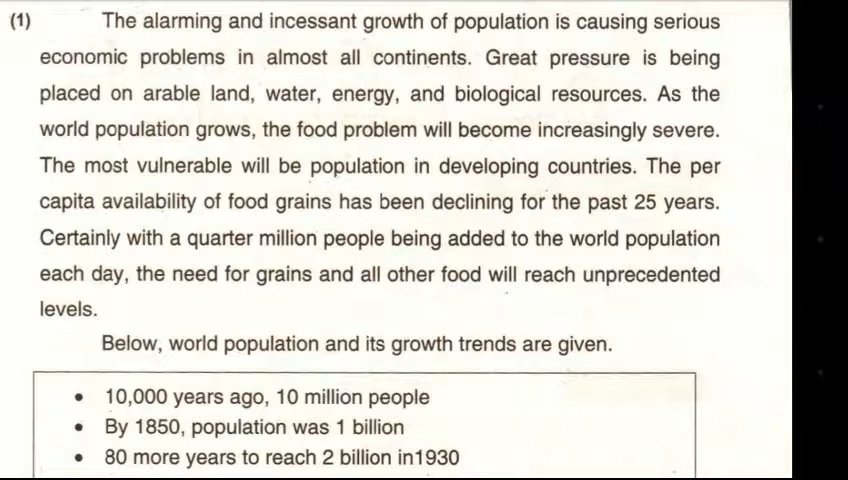 (1) The alarming and incessant growth of population is causing serious
economic problems in almost all continents. Great pressure is being
placed on arable land, water, energy, and biological resources. As the
world population grows, the food problem will become increasingly severe.
The most vulnerable will be population in developing countries. The per
capita availability of food grains has been declining for the past 25 years.
Certainly with a quarter million people being added to the world population
each day, the need for grains and all other food will reach unprecedented
levels.
Below, world population and its growth trends are given.
• 10,000 years ago, 10 million people
• By 1850, population was 1 billion
• 80 more years to reach 2 billion in1930